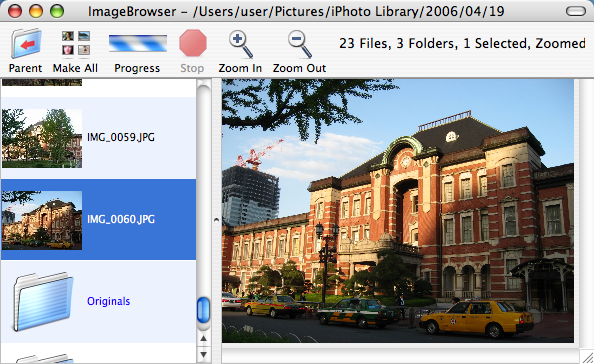 ImageBrowser – /Users/user/Pictures/iPhoto Library/2006/04/19
23 Files, 3 Folders, 1 Selected, Zoomed
Parent
Make All
Progress
Stop
Zoom In
Zoom Out
IMG_0059.JPG
IMG_0060.JPG
Originals